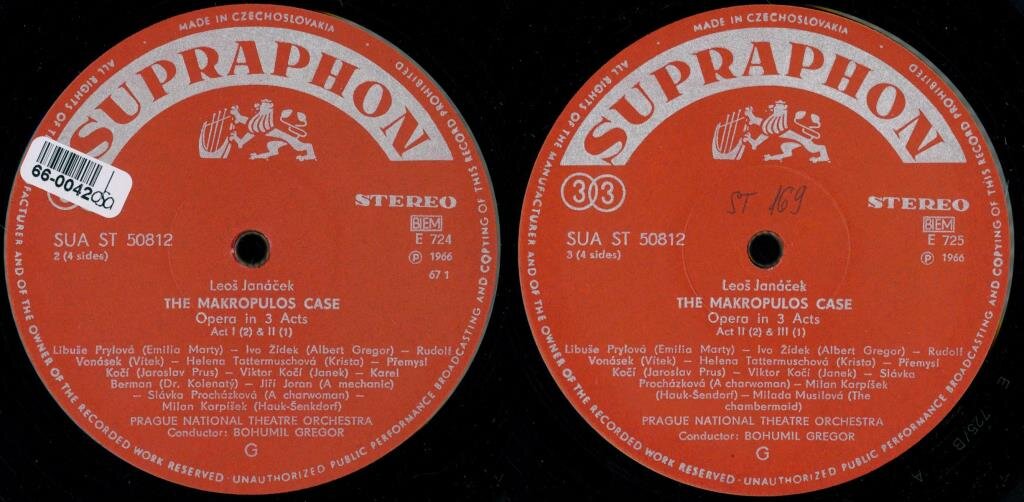 MADE IN CZECHOSLOVAKIA
SUPRAPHON
66-0042050
STEREO
BIEM
SUA ST 50812
E 724
2 (4 sides)
Ⓟ 1966
67 1
Leoš Janáček
THE MAKROPULOS CASE
Opera in 3 Acts
Act I (2) & II (1)
Libuše Prylová (Emilia Marty) — Ivo Žídek (Albert Gregor) — Rudolf
Vonásek (Vítek) — Helena Tattermuschová (Krista) — Přemysl
Kočí (Jaroslav Prus) — Viktor Kočí (Janek) — Karel
Berman (Dr. Kolenatý) — Jiří Joran (A mechanic)
— Slávka Procházková (A charwoman) —
Milan Karpíšek (Hauk-Šenkdorf)
PRAGUE NATIONAL THEATRE ORCHESTRA
Conductor: BOHUMIL GREGOR
G
ALL RIGHTS OF THE
FACTURER AND OF THE OWNER OF THE RECORDED WORK RESERVED · UNAUTHORIZED PUBLIC PERFORMANCE BROADCASTING AND COPYING OF THIS RECORD PROHIBITED
MADE IN CZECHOSLOVAKIA
SUPRAPHON
33
ST 169
STEREO
BIEM
SUA ST 50812
E 725
3 (4 sides)
Ⓟ 1966
Leoš Janáček
THE MAKROPULOS CASE
Opera in 3 Acts
Act II (2) & III (1)
Libuše Prylová (Emilia Marty) — Ivo Žídek (Albert Gregor) — Rudolf
Vonásek (Vítek) — Helena Tattermuschová (Krista) — Přemysl
Kočí (Jaroslav Prus) — Viktor Kočí (Janek) — Slávka
Procházková (A charwoman) — Milan Karpíšek
(Hauk-Šendorf) — Milada Musilová (The
chambermaid)
PRAGUE NATIONAL THEATRE ORCHESTRA
Conductor: BOHUMIL GREGOR
G
ALL RIGHTS OF THE MANUFACTURER AND OF THE OWNER OF THE RECORDED WORK RESERVED · UNAUTHORIZED PUBLIC PERFORMANCE BROADCASTING AND COPYING OF THIS RECORD PROHIBITED
E 725/B A